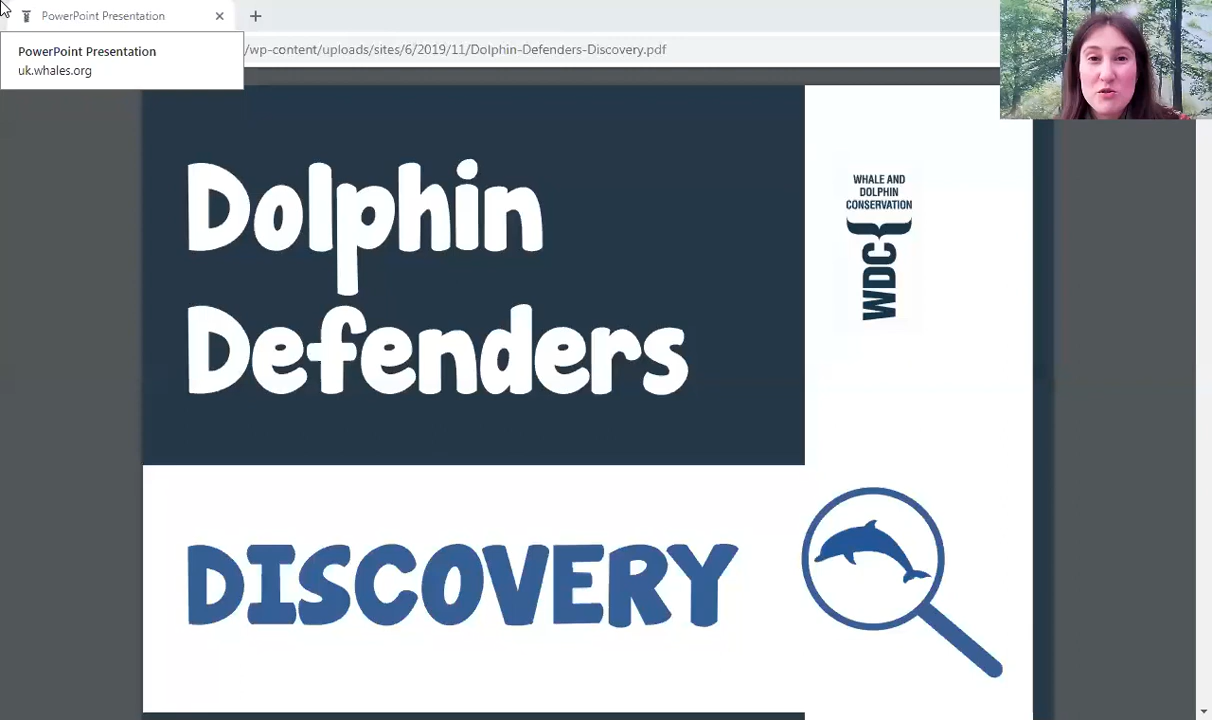 PowerPoint Presentation
PowerPoint Presentation
uk.whales.org
/wp-content/uploads/sites/6/2019/11/Dolphin-Defenders-Discovery.pdf
Dolphin
Defenders
WHALE AND
DOLPHIN
CONSERVATION
WDC
DISCOVERY